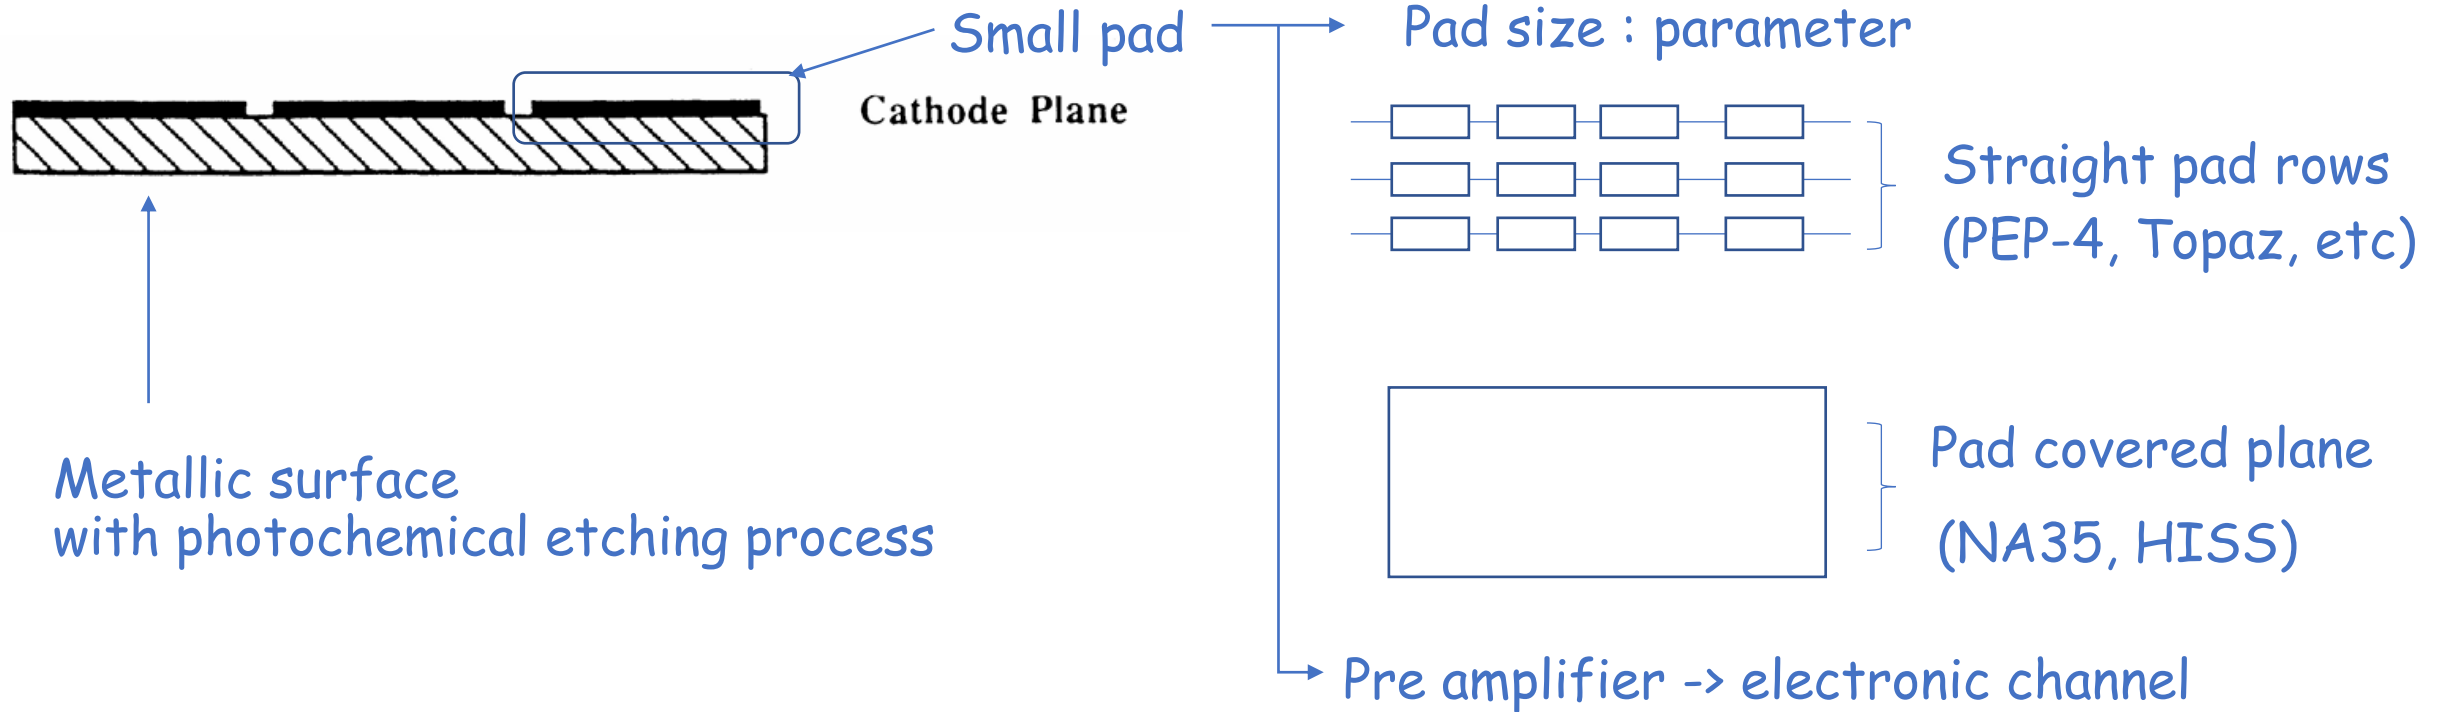 Small pad
Pad size : parameter
Cathode Plane
Straight pad rows
(PEP-4, Topaz, etc)
Metallic surface
with photochemical etching process
Pad covered plane
(NA35, HISS)
Pre amplifier -> electronic channel